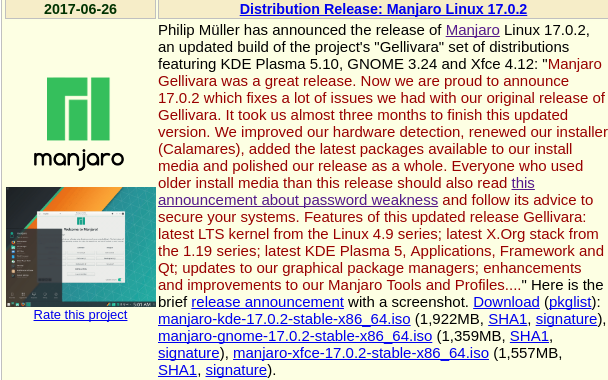 2017-06-26
Distribution Release: Manjaro Linux 17.0.2
manjaro
Welcome to Manjaro!
Rate this project
Philip Müller has announced the release of Manjaro Linux 17.0.2,
an updated build of the project's "Gellivara" set of distributions
featuring KDE Plasma 5.10, GNOME 3.24 and Xfce 4.12: "Manjaro
Gellivara was a great release. Now we are proud to announce
17.0.2 which fixes a lot of issues we had with our original release of
Gellivara. It took us almost three months to finish this updated
version. We improved our hardware detection, renewed our installer
(Calamares), added the latest packages available to our install
media and polished our release as a whole. Everyone who used
older install media than this release should also read this
announcement about password weakness and follow its advice to
secure your systems. Features of this updated release Gellivara:
latest LTS kernel from the Linux 4.9 series; latest X.Org stack from
the 1.19 series; latest KDE Plasma 5, Applications, Framework and
Qt; updates to our graphical package managers; enhancements
and improvements to our Manjaro Tools and Profiles...." Here is the
brief release announcement with a screenshot. Download (pkglist):
manjaro-kde-17.0.2-stable-x86_64.iso (1,922MB, SHA1, signature),
manjaro-gnome-17.0.2-stable-x86_64.iso (1,359MB, SHA1,
signature), manjaro-xfce-17.0.2-stable-x86_64.iso (1,557MB,
SHA1, signature).